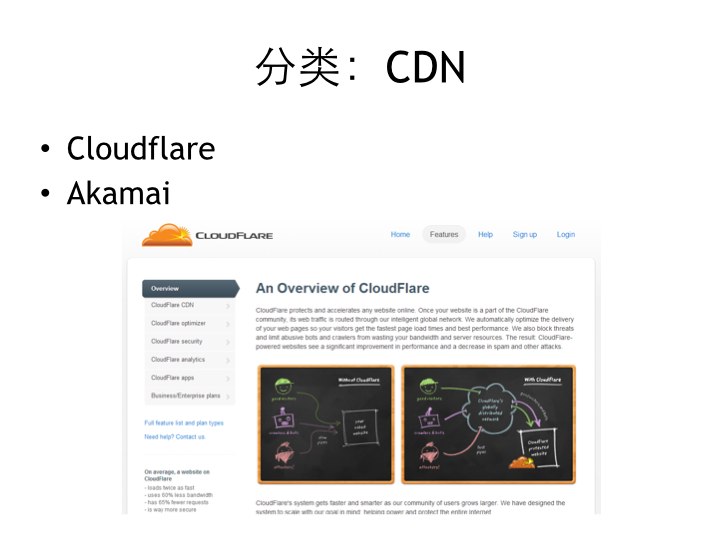 分类：CDN
• Cloudflare
• Akamai
CLOUDFLARE
Home Features Help Sign up Login
Overview
CloudFlare CDN
CloudFlare optimizer
CloudFlare security
CloudFlare analytics
CloudFlare apps
Business/Enterprise plans
Full feature list and plan types
Need help? Contact us.
On average, a website on
CloudFlare
- loads twice as fast
- uses 60% less bandwidth
- has 65% fewer requests
- is way more secure
An Overview of CloudFlare
CloudFlare protects and accelerates any website online. Once your website is a part of the CloudFlare
community, its web traffic is routed through our intelligent global network. We automatically optimize the delivery
of your web pages so your visitors get the fastest page load times and best performance. We also block threats
and limit abusive bots and crawlers from wasting your bandwidth and server resources. The result: CloudFlare-
powered websites see a significant improvement in performance and a decrease in spam and other attacks.
Without CloudFlare
good visitors
crawlers & bots
attackers!
With CloudFlare
good visitors
crawlers & bots
attackers!
CloudFlare's
globally
distributed
network
Cloudflare
protected
website
CloudFlare's system gets faster and smarter as our community of users grows larger. We have designed the
system to scale with our goal in mind: helping power and protect the entire internet.